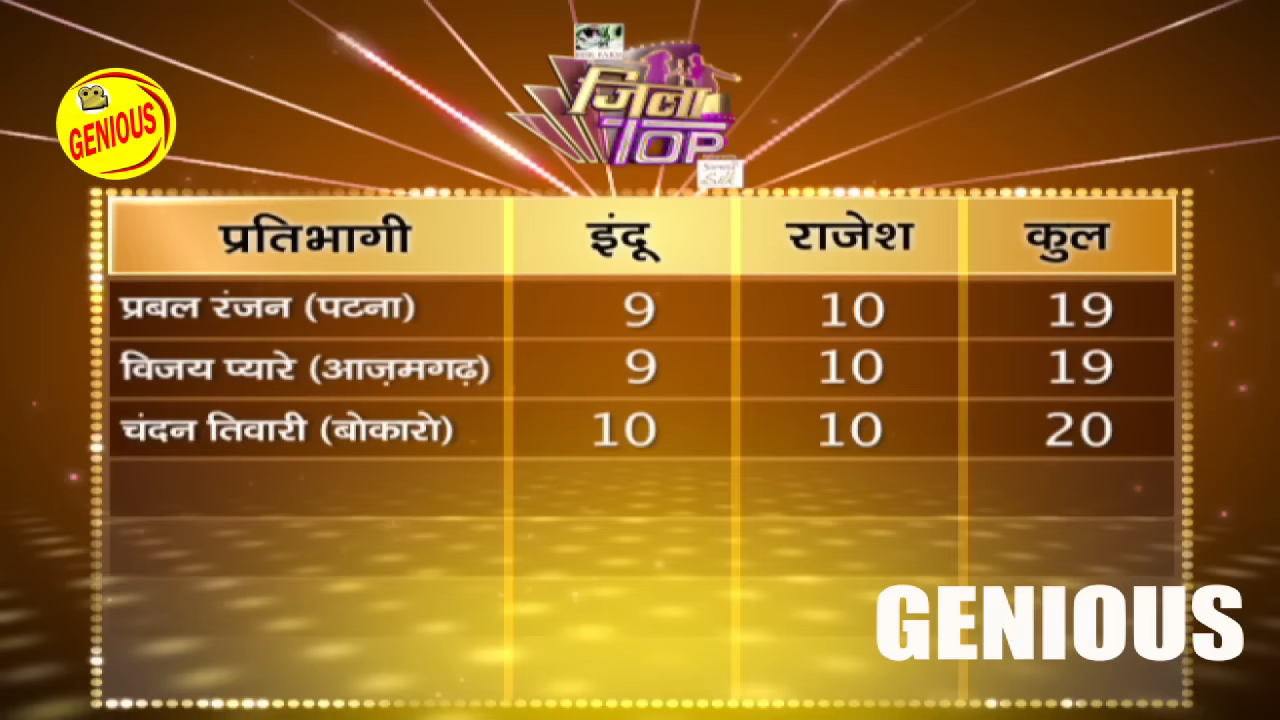 GENIOUS
जिला
TOP
प्रतिभागी इंदू राजेश कुल
प्रबल रंजन (पटना) 9 10 19
विजय प्यारे (आज़मगढ़) 9 10 19
चंदन तिवारी (बोकारो) 10 10 20
GENIOUS